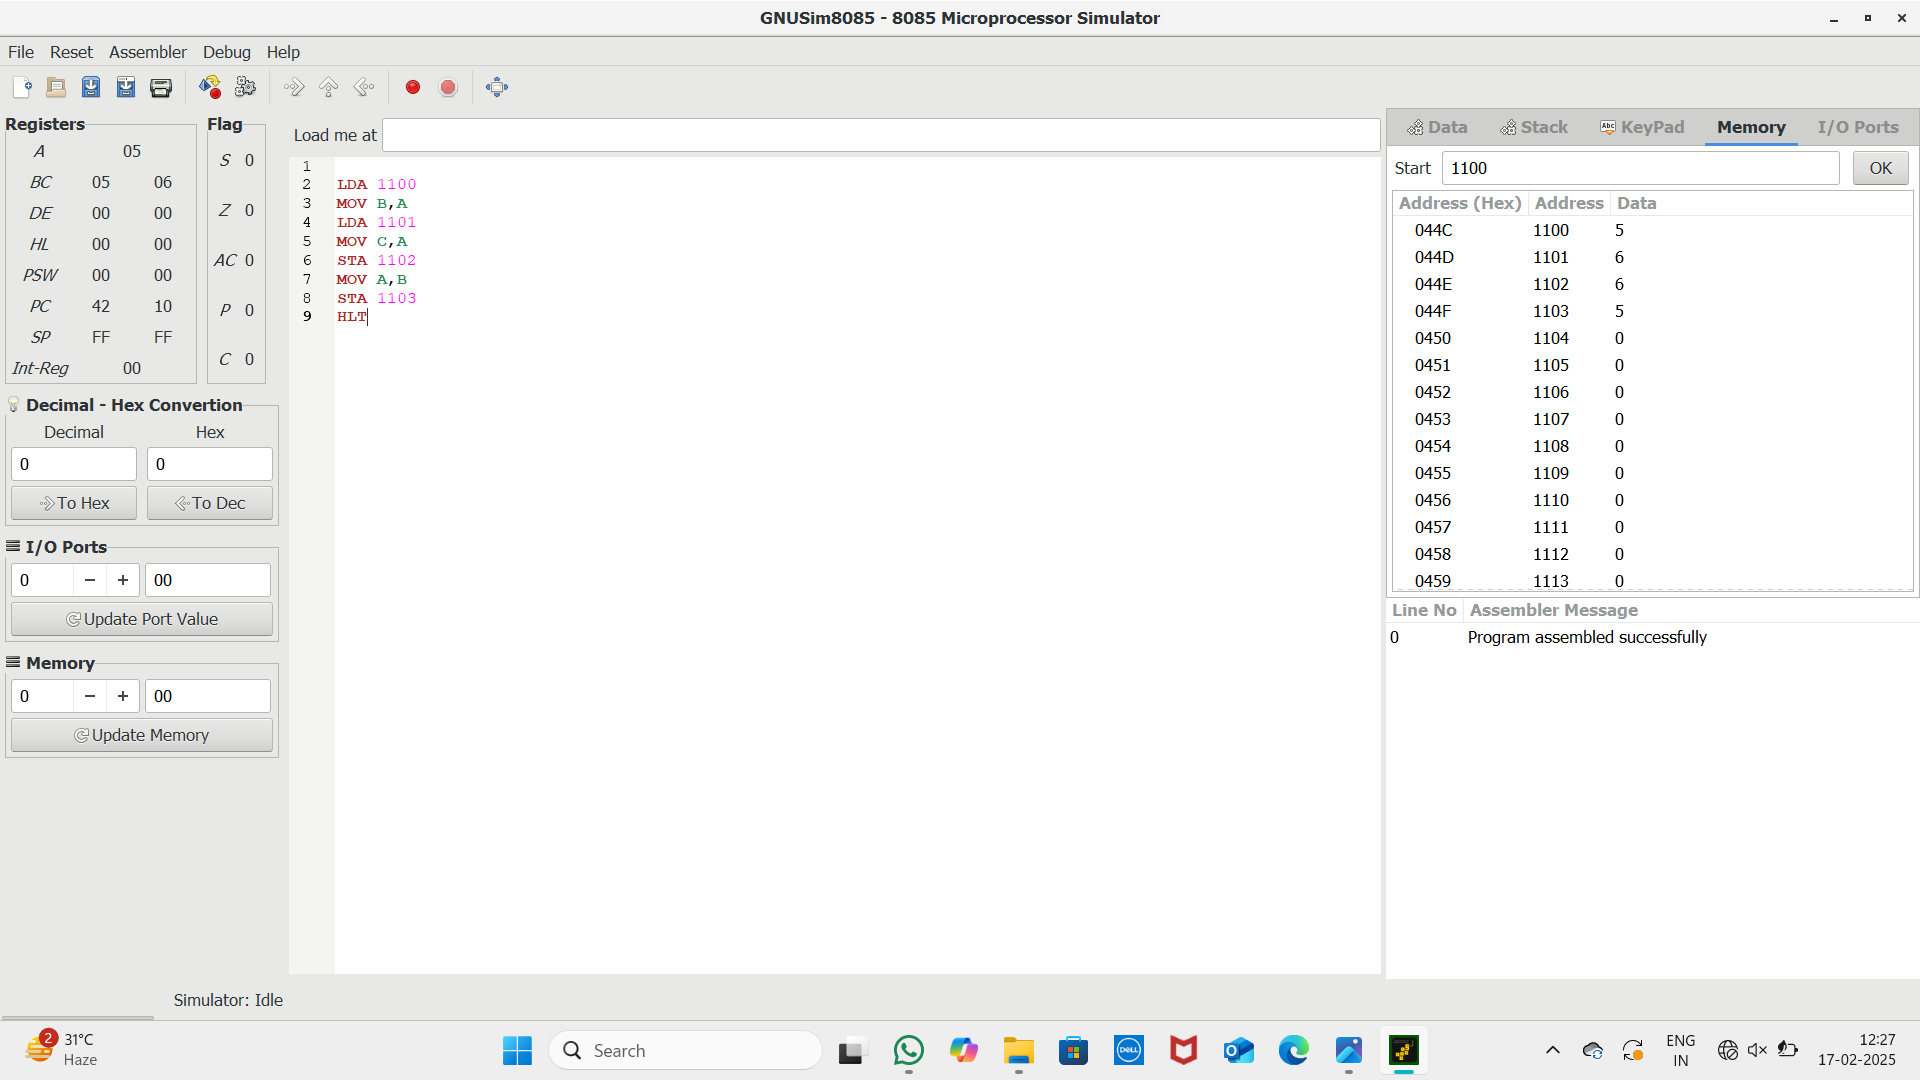 GNUSim8085 - 8085 Microprocessor Simulator
File Reset Assembler Debug Help
Registers
A 05
BC 05 06
DE 00 00
HL 00 00
PSW 00 00
PC 42 10
SP FF FF
Int-Reg 00
Flag
S 0
Z 0
AC 0
P 0
C 0
Decimal - Hex Convertion
Decimal Hex
0 0
To Hex To Dec
I/O Ports
0 − + 00
Update Port Value
Memory
0 − + 00
Update Memory
Load me at
1
2 LDA 1100
3 MOV B,A
4 LDA 1101
5 MOV C,A
6 STA 1102
7 MOV A,B
8 STA 1103
9 HLT
Data Stack Abc KeyPad Memory I/O Ports
Start 1100 OK
Address (Hex) Address Data
044C 1100 5
044D 1101 6
044E 1102 6
044F 1103 5
0450 1104 0
0451 1105 0
0452 1106 0
0453 1107 0
0454 1108 0
0455 1109 0
0456 1110 0
0457 1111 0
0458 1112 0
0459 1113 0
Line No Assembler Message
0 Program assembled successfully
Simulator: Idle
2 31°C
Haze
Search
DELL
ENG
IN
12:27
17-02-2025